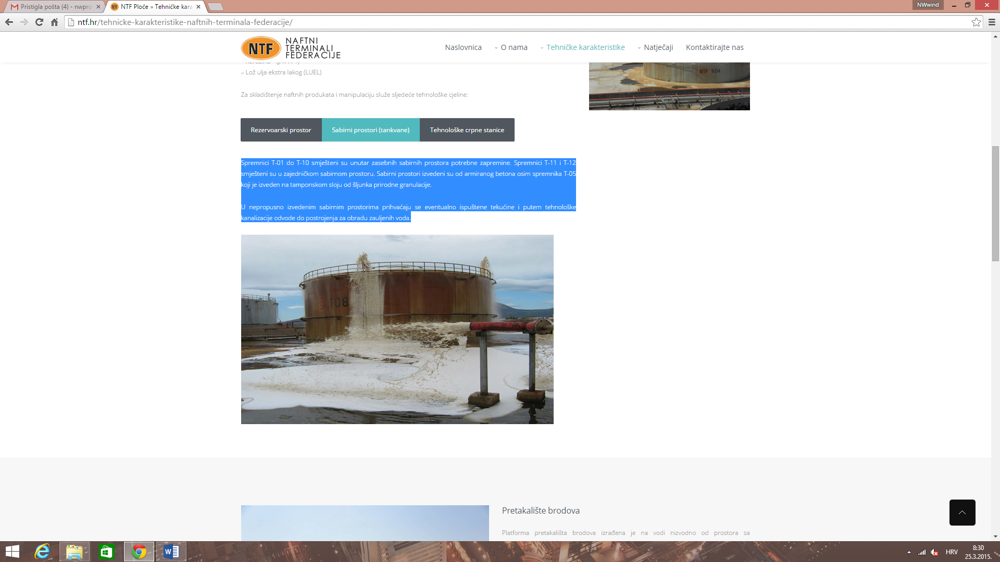 Pristigla pošta (4) - nwpro
NTF Ploče » Tehničke kara
NWwind
ntf.hr/tehnicke-karakteristike-naftnih-terminala-federacije/
NTF
NAFTNI
TERMINALI
FEDERACIJE
Naslovnica
O nama
Tehničke karakteristike
Natječaji
Kontaktirajte nas
– Lož ulja ekstra lakog (LUEL)
Za skladištenje naftnih produkata i manipulaciju služe sljedeće tehnološke cjeline:
NTF R04
Rezervoarski prostor
Sabirni prostori (tankvane)
Tehnološke crpne stanice
Spremnici T-01 do T-10 smješteni su unutar zasebnih sabirnih prostora potrebne zapremine. Spremnici T-11 i T-12
smješteni su u zajedničkom sabirnom prostoru. Sabirni prostori izvedeni su od armiranog betona osim spremnika T-05
koji je izveden na tamponskom sloju od šljunka prirodne granulacije.
U nepropusno izvedenim sabirnim prostorima prihvaćaju se eventualno ispuštene tekućine i putem tehnološke
kanalizacije odvode do postrojenja za obradu zauljenih voda.
T08
Pretakalište brodova
Platforma pretakališta brodova izrađena je na vodi nizvodno od prostora sa
HRV
8:30
25.3.2015.